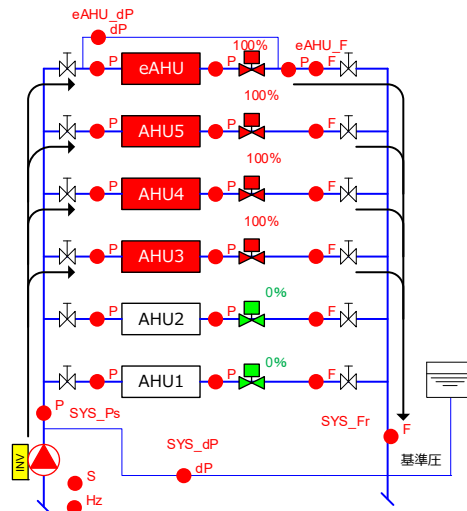 eAHU_dP
dP
100%
eAHU_F
P eAHU P P F
100%
P AHU5 P F
100%
P AHU4 P F
100%
P AHU3 P F
0%
P AHU2 P F
0%
P AHU1 P F
P SYS_Ps
SYS_Fr
F
INV
SYS_dP
基準圧
dP
S
Hz